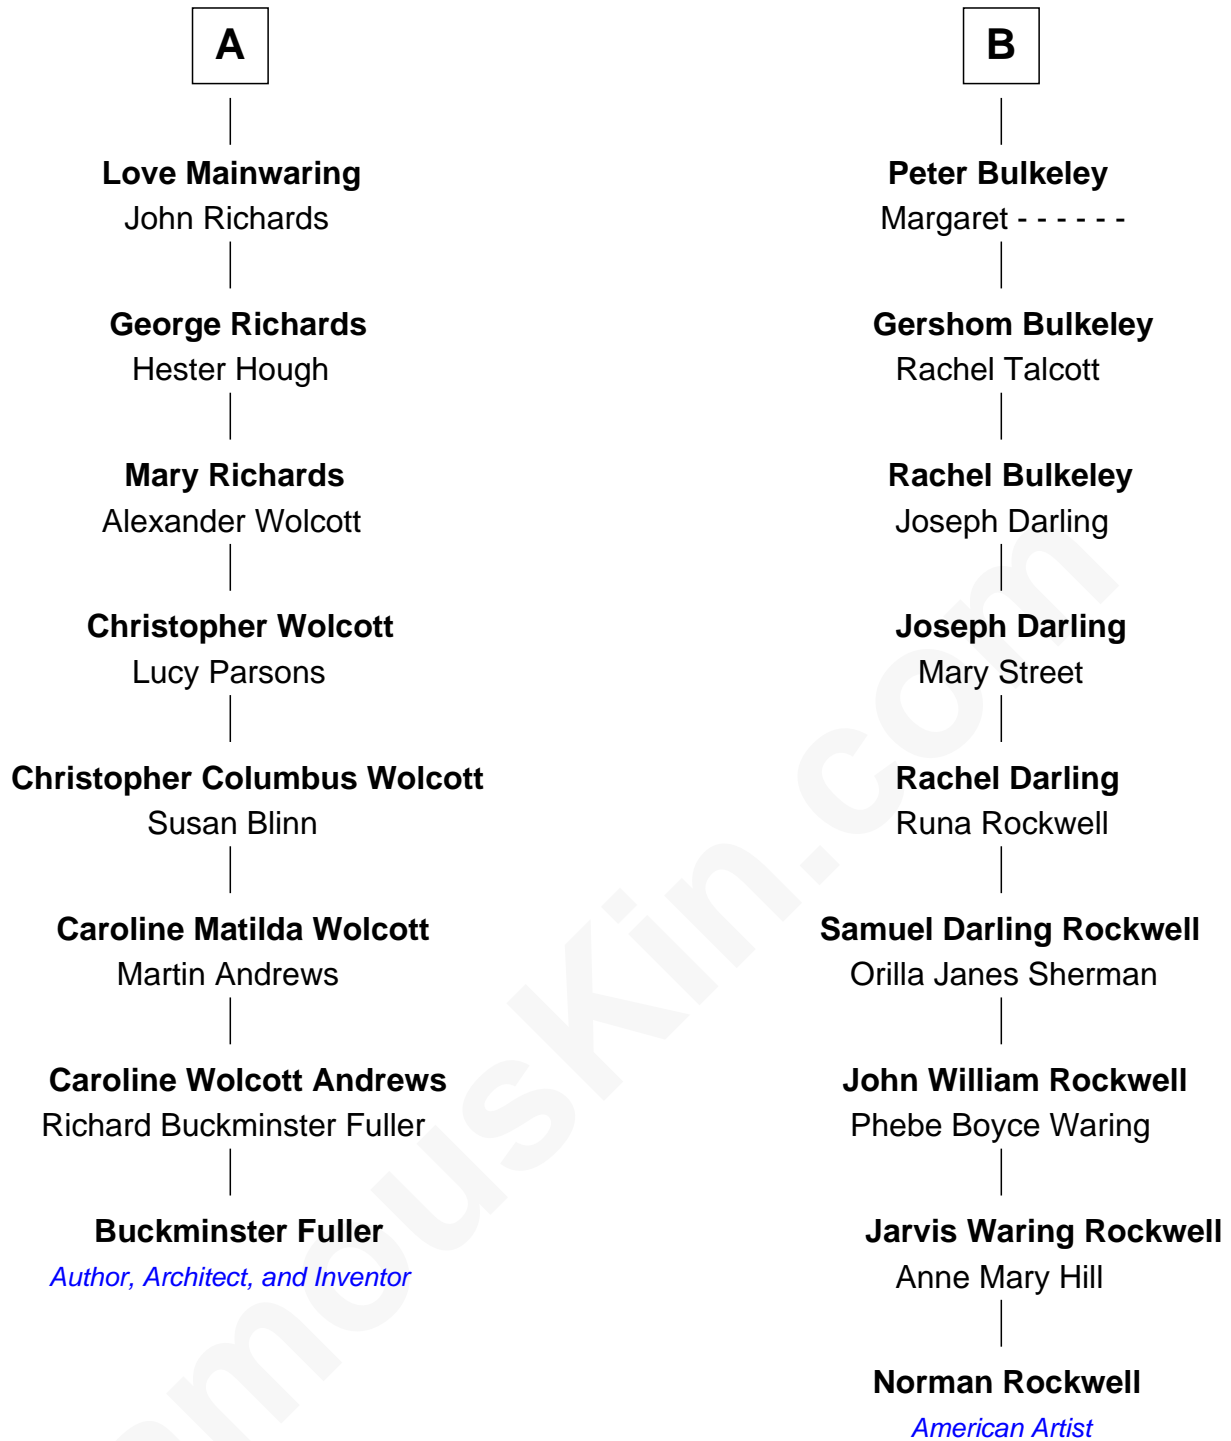 A
Love Mainwaring
John Richards
George Richards
Hester Hough
Mary Richards
Alexander Wolcott
Christopher Wolcott
Lucy Parsons
Christopher Columbus Wolcott
Susan Blinn
Caroline Matilda Wolcott
Martin Andrews
Caroline Wolcott Andrews
Richard Buckminster Fuller
Buckminster Fuller
Author, Architect, and Inventor
B
Peter Bulkeley
Margaret - - - - - -
Gershom Bulkeley
Rachel Talcott
Rachel Bulkeley
Joseph Darling
Joseph Darling
Mary Street
Rachel Darling
Runa Rockwell
Samuel Darling Rockwell
Orilla Janes Sherman
John William Rockwell
Phebe Boyce Waring
Jarvis Waring Rockwell
Anne Mary Hill
Norman Rockwell
American Artist
amouskin.com